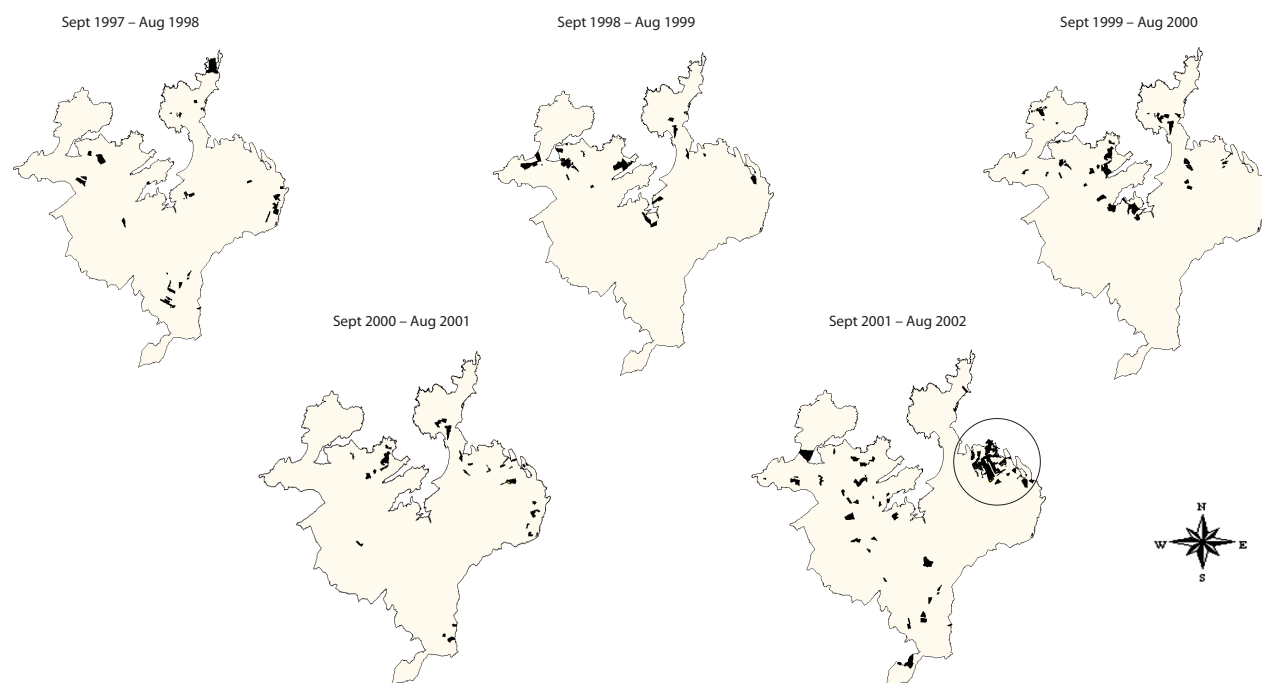 Sept 1997 – Aug 1998
Sept 1998 – Aug 1999
Sept 1999 – Aug 2000
Sept 2000 – Aug 2001
Sept 2001 – Aug 2002
N
W E
S